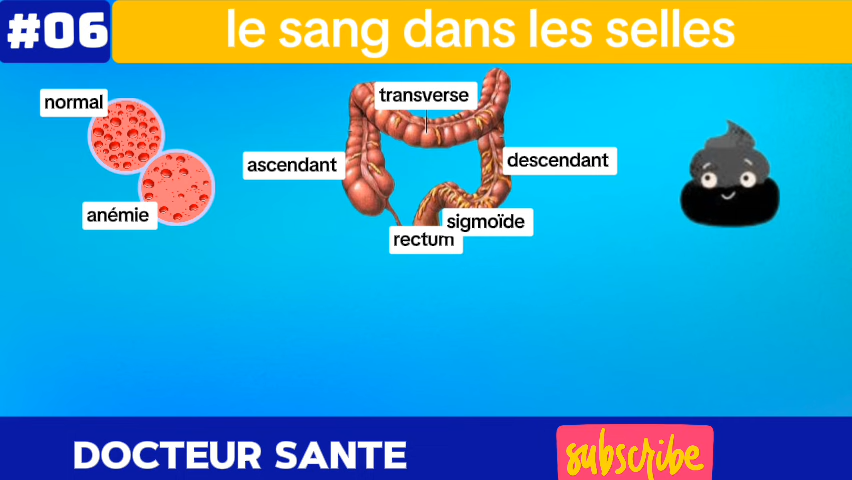 #06
le sang dans les selles
normal
anémie
transverse
ascendant
descendant
sigmoïde
rectum
DOCTEUR SANTE
subscribe